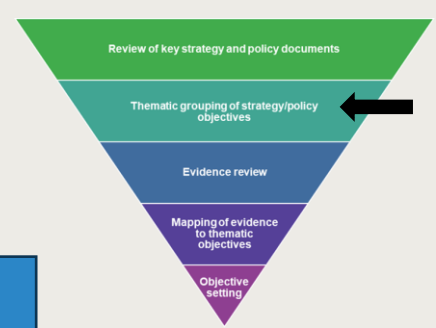 Review of key strategy and policy documents
Thematic grouping of strategy/policy
objectives
Evidence review
Mapping of evidence
to thematic
objectives
Objective
setting